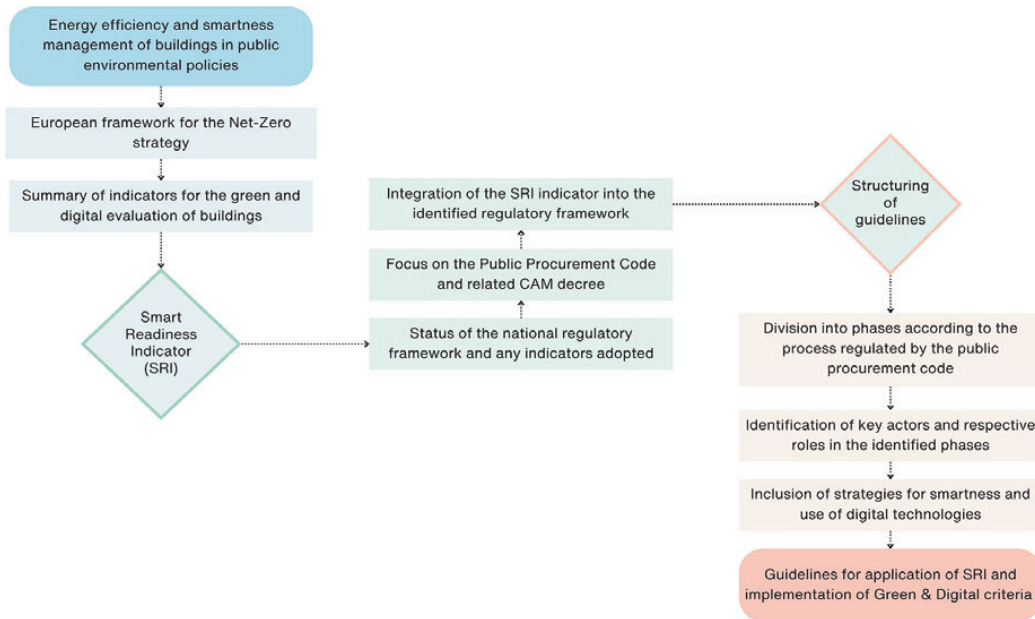 Energy efficiency and smartness
management of buildings in public
environmental policies
European framework for the Net-Zero
strategy
Summary of indicators for the green and
digital evaluation of buildings
Smart
Readiness
Indicator
(SRI)
Status of the national regulatory
framework and any indicators adopted
Focus on the Public Procurement Code
and related CAM decree
Integration of the SRI indicator into the
identified regulatory framework
Structuring
of
guidelines
Division into phases according to the
process regulated by the public
procurement code
Identification of key actors and respective
roles in the identified phases
Inclusion of strategies for smartness and
use of digital technologies
Guidelines for application of SRI and
implementation of Green & Digital criteria